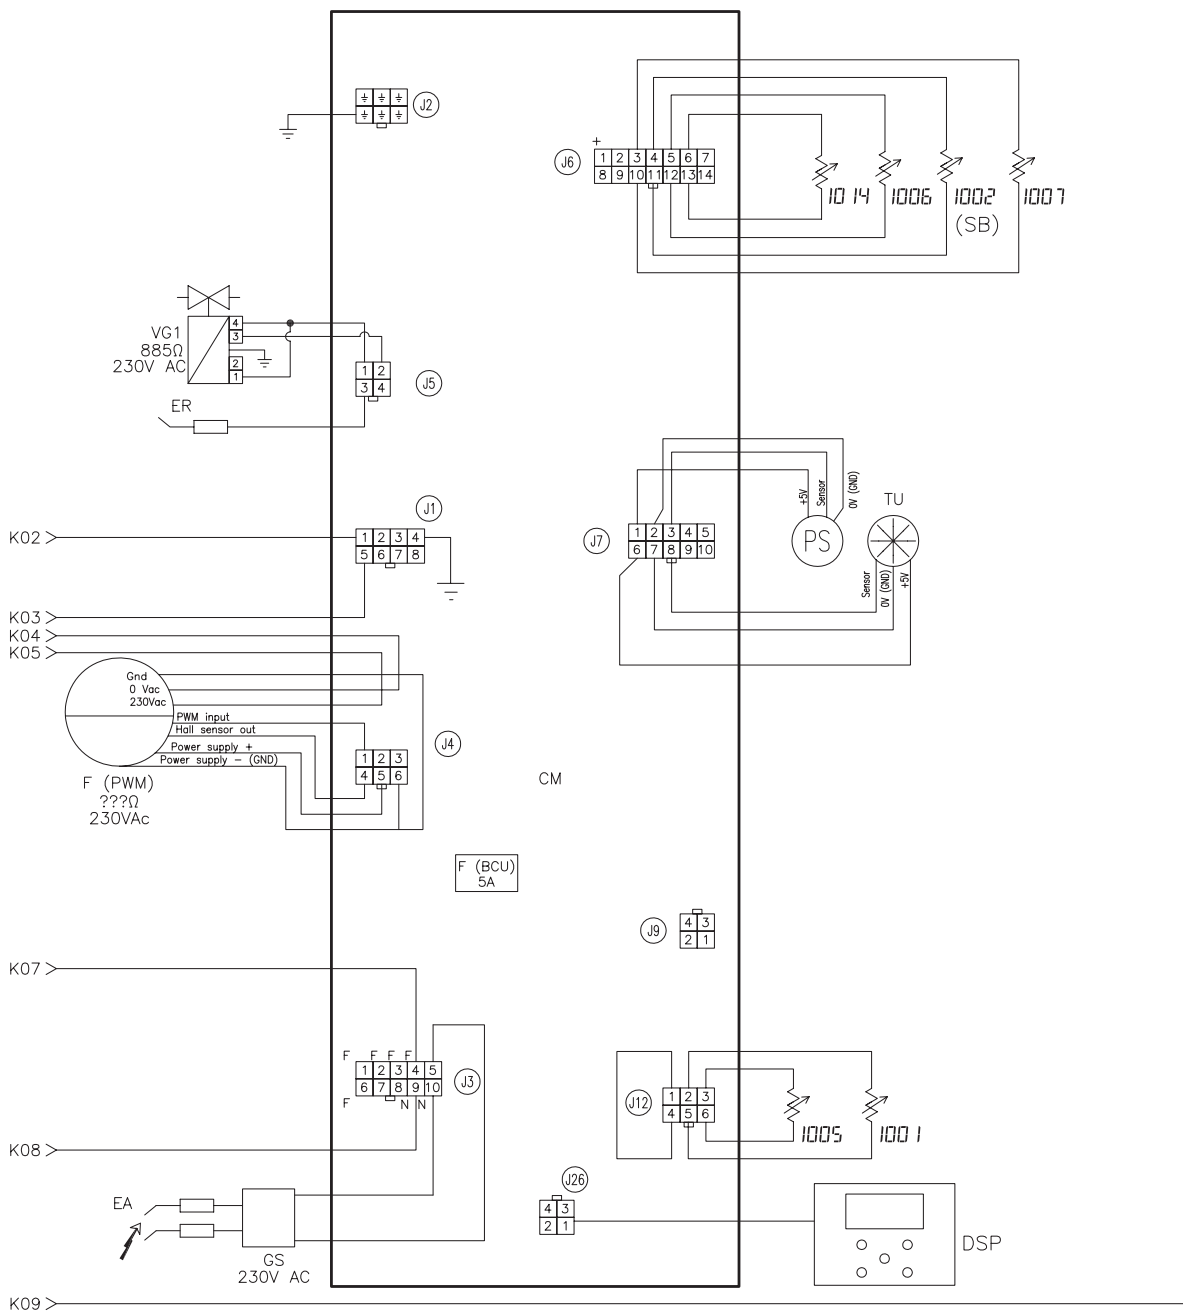 J2
+
J6
1 2 3 4 5 6 7
8 9 10 11 12 13 14
1014 1006 1002 1007
(SB)
VG1
885Ω
230V AC
4
3
2
1
1 2
3 4
J5
ER
J1
K02
1 2 3 4
5 6 7 8
J7
1 2 3 4 5
6 7 8 9 10
+5V
Sensor
0V (GND)
PS
TU
Sensor
0V (GND)
+5V
K03
K04
K05
Gnd
0 Vac
230Vac
PWM input
Hall sensor out
Power supply +
Power supply – (GND)
F (PWM)
???Ω
230VAc
J4
1 2 3
4 5 6
CM
F (BCU)
5A
J9
4 3
2 1
K07
F F F F
1 2 3 4 5
6 7 8 9 10
F N N
J3
J12
1 2 3
4 5 6
1005 1001
K08
J26
4 3
2 1
EA
GS
230V AC
DSP
K09